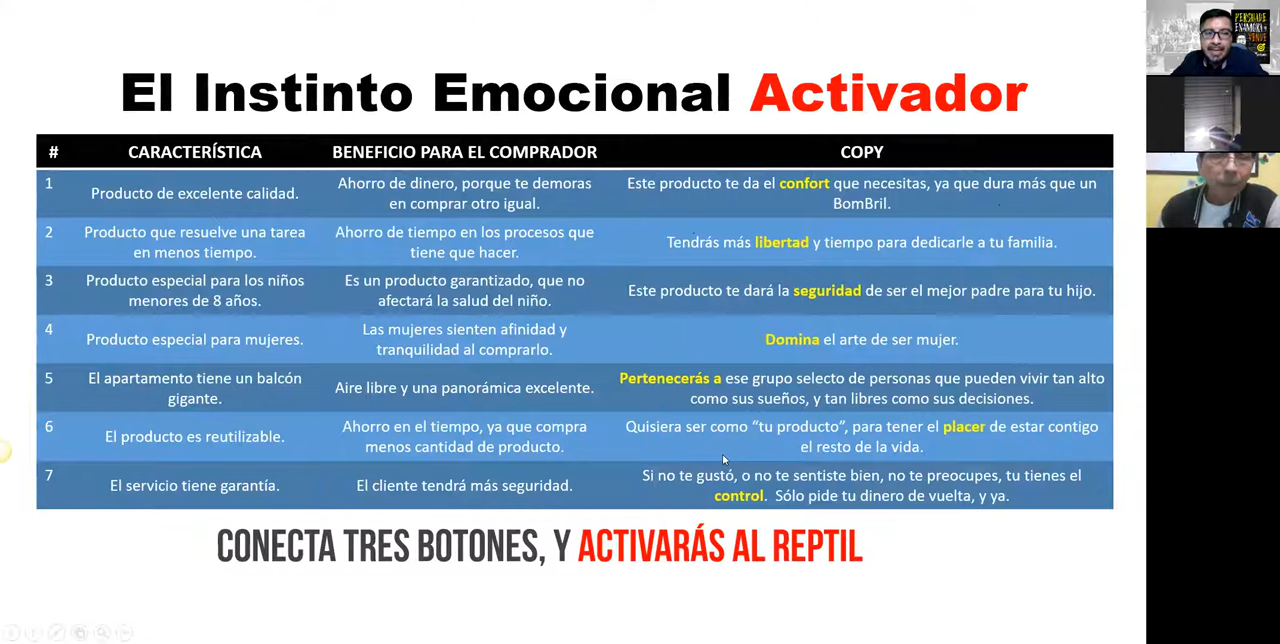 El Instinto Emocional Activador
# CARACTERÍSTICA BENEFICIO PARA EL COMPRADOR COPY
1 Producto de excelente calidad. Ahorro de dinero, porque te demoras en comprar otro igual. Este producto te da el confort que necesitas, ya que dura más que un BomBril.
2 Producto que resuelve una tarea en menos tiempo. Ahorro de tiempo en los procesos que tiene que hacer. Tendrás más libertad y tiempo para dedicarle a tu familia.
3 Producto especial para los niños menores de 8 años. Es un producto garantizado, que no afectará la salud del niño. Este producto te dará la seguridad de ser el mejor padre para tu hijo.
4 Producto especial para mujeres. Las mujeres sienten afinidad y tranquilidad al comprarlo. Domina el arte de ser mujer.
5 El apartamento tiene un balcón gigante. Aire libre y una panorámica excelente. Pertenecerás a ese grupo selecto de personas que pueden vivir tan alto como sus sueños, y tan libres como sus decisiones.
6 El producto es reutilizable. Ahorro en el tiempo, ya que compra menos cantidad de producto. Quisiera ser como “tu producto”, para tener el placer de estar contigo el resto de la vida.
7 El servicio tiene garantía. El cliente tendrá más seguridad. Si no te gustó, o no te sentiste bien, no te preocupes, tu tienes el control. Sólo pide tu dinero de vuelta, y ya.
CONECTA TRES BOTONES, Y ACTIVARÁS AL REPTIL
PERSUADE
ENAMORA Y
VENDE